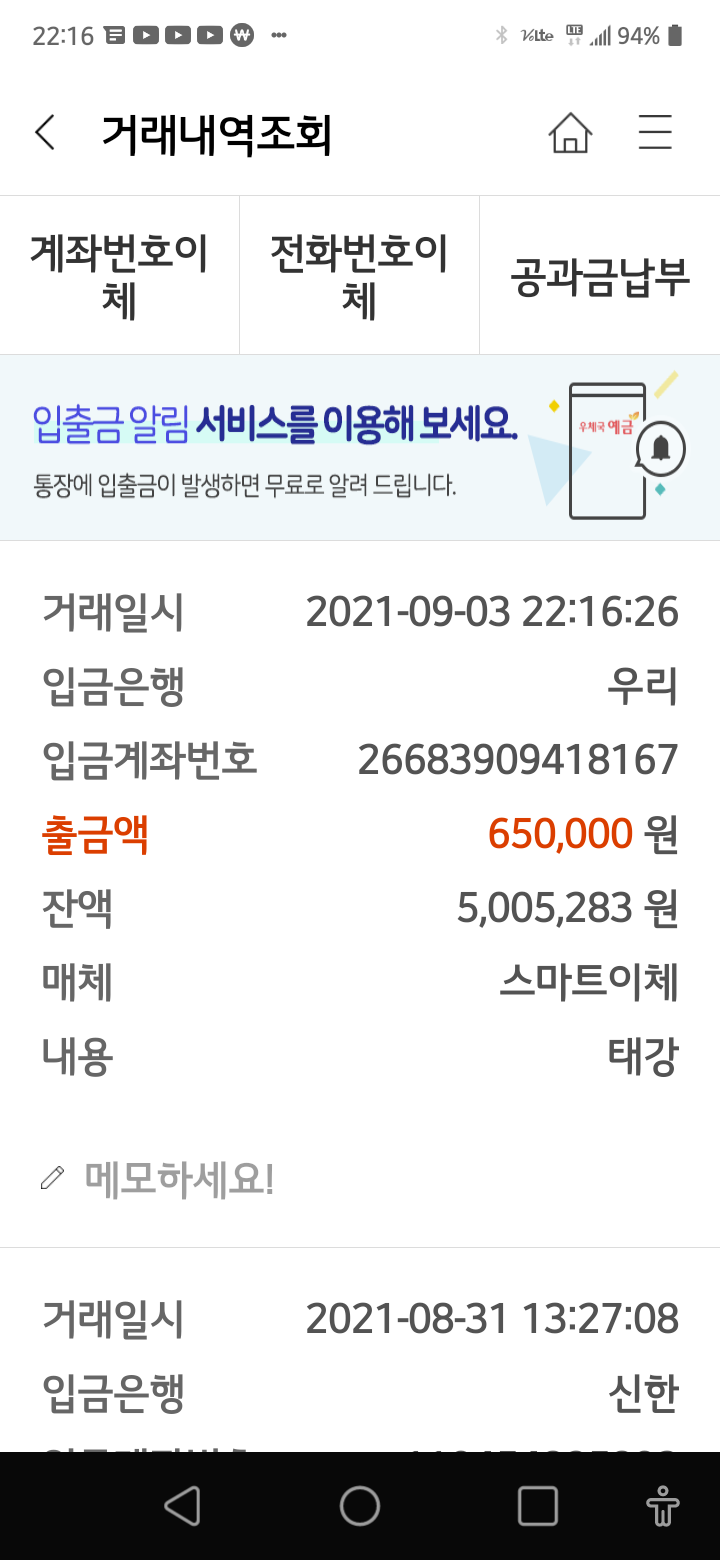 22:16
LTE
VoLte
94%
거래내역조회
계좌번호이
체
전화번호이
체
공과금납부
입출금 알림 서비스를 이용해 보세요.
통장에 입출금이 발생하면 무료로 알려 드립니다.
우체국 예금
거래일시 2021-09-03 22:16:26
입금은행 우리
입금계좌번호 26683909418167
출금액 650,000 원
잔액 5,005,283 원
매체 스마트이체
내용 태강
메모하세요!
거래일시 2021-08-31 13:27:08
입금은행 신한